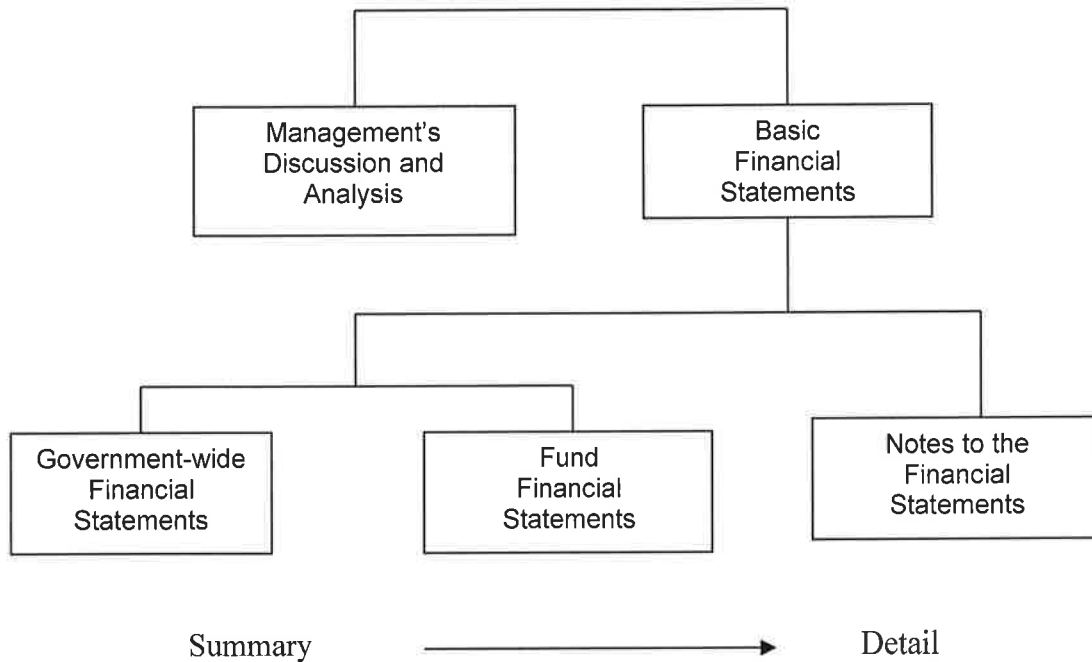 Management's
Discussion and
Analysis
Basic
Financial
Statements
Government-wide
Financial
Statements
Fund
Financial
Statements
Notes to the
Financial
Statements
Summary
Detail